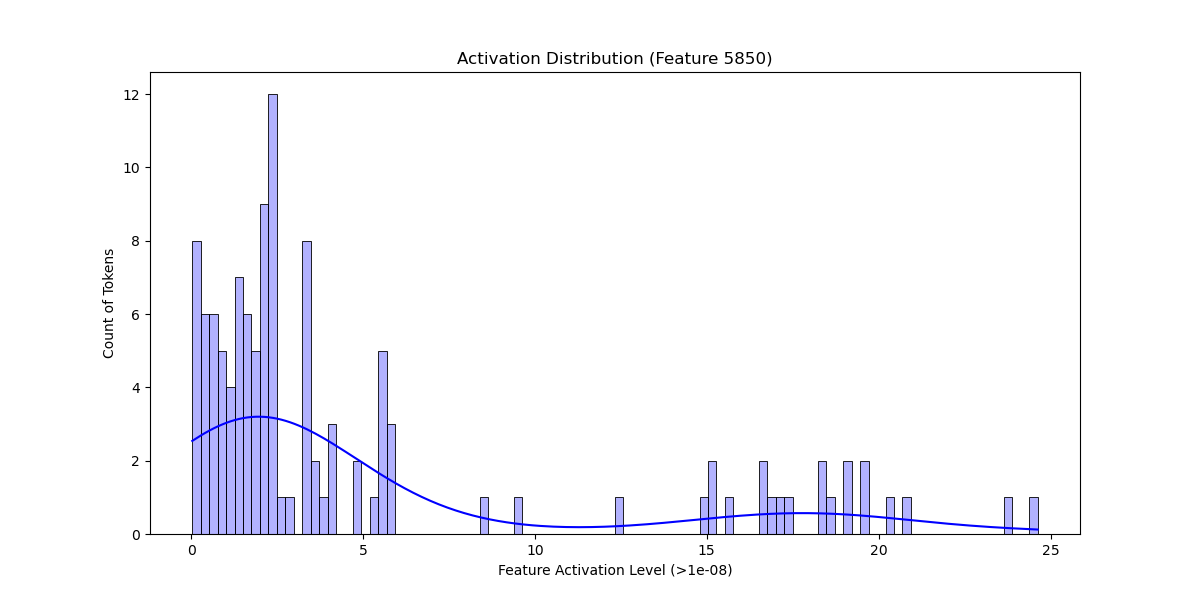 Activation Distribution (Feature 5850)
12
10
8
6
4
2
0
Count of Tokens
0 5 10 15 20 25
Feature Activation Level (>1e-08)